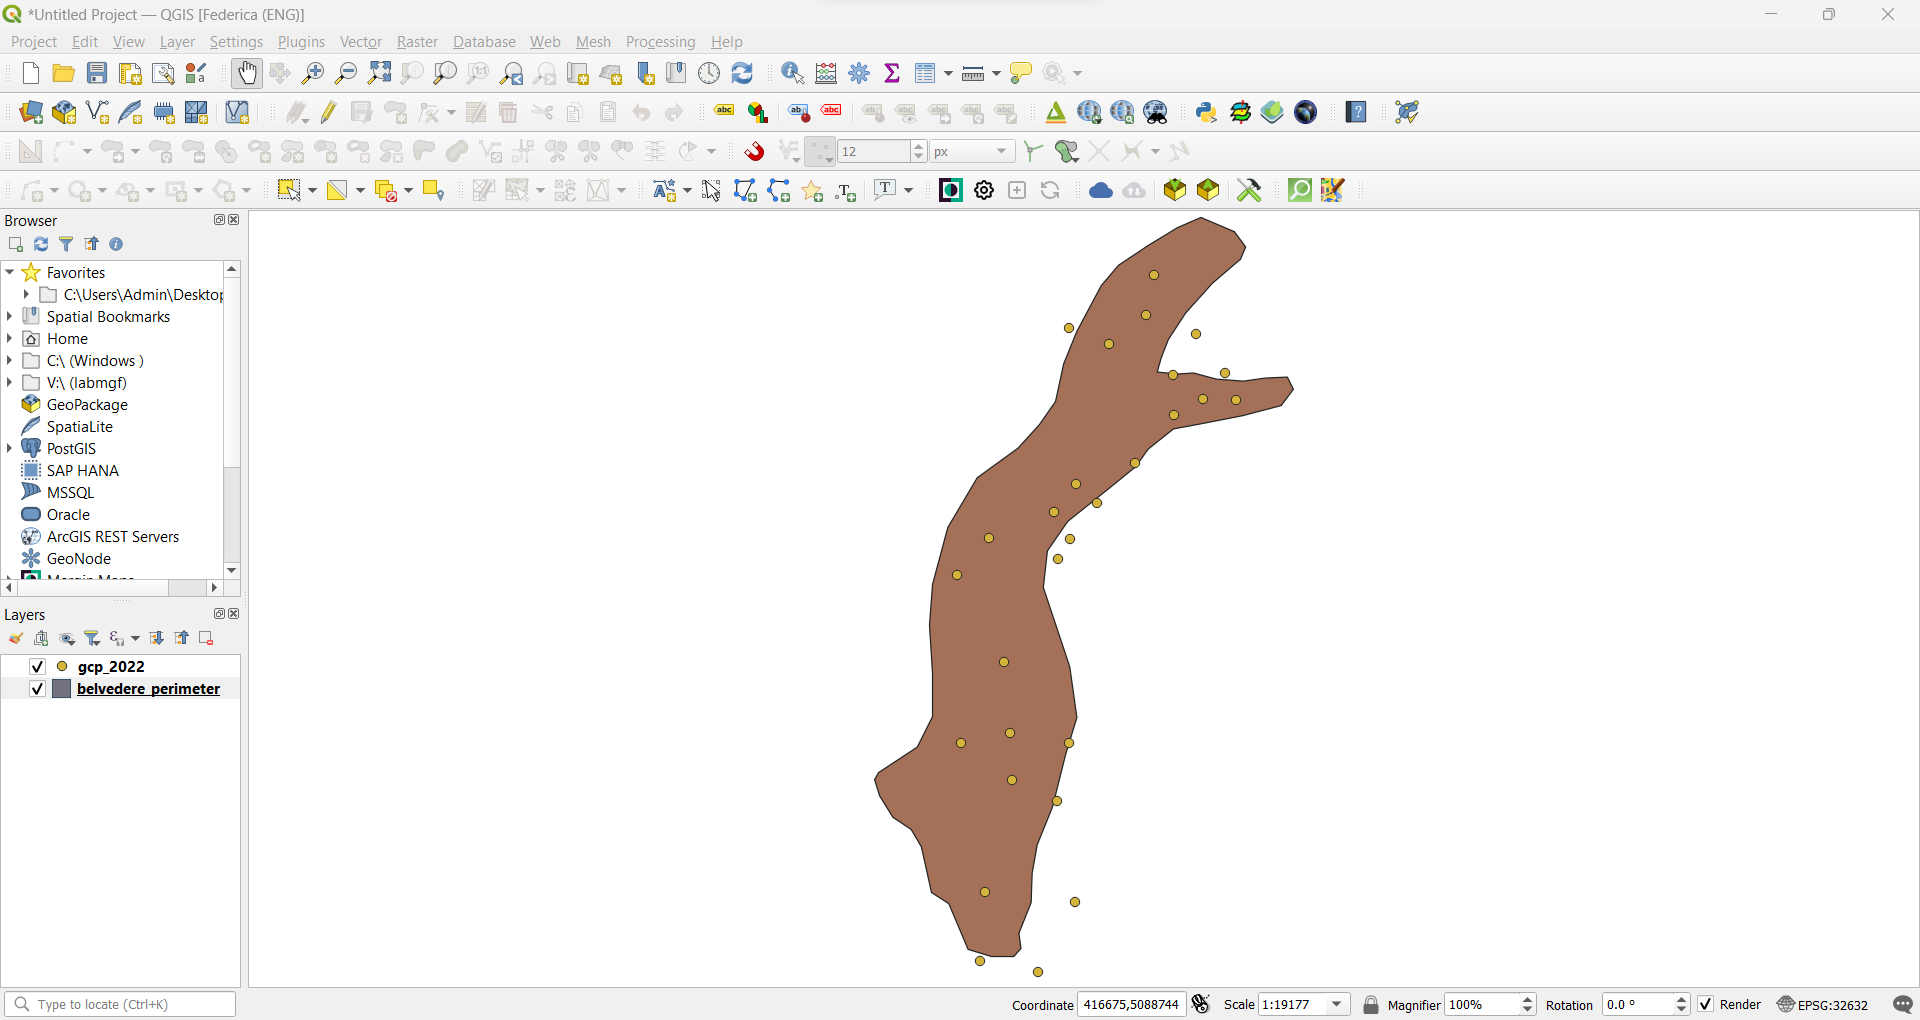 *Untitled Project — QGIS [Federica (ENG)]
Project Edit View Layer Settings Plugins Vector Raster Database Web Mesh Processing Help
12 px
Browser
Favorites
C:\Users\Admin\Desktop
Spatial Bookmarks
Home
C:\ (Windows )
V:\ (labmgf)
GeoPackage
SpatiaLite
PostGIS
SAP HANA
MSSQL
Oracle
ArcGIS REST Servers
GeoNode
Layers
gcp_2022
belvedere_perimeter
Type to locate (Ctrl+K) Coordinate 416675,5088744 Scale 1:19177 Magnifier 100% Rotation 0.0 ° Render EPSG:32632